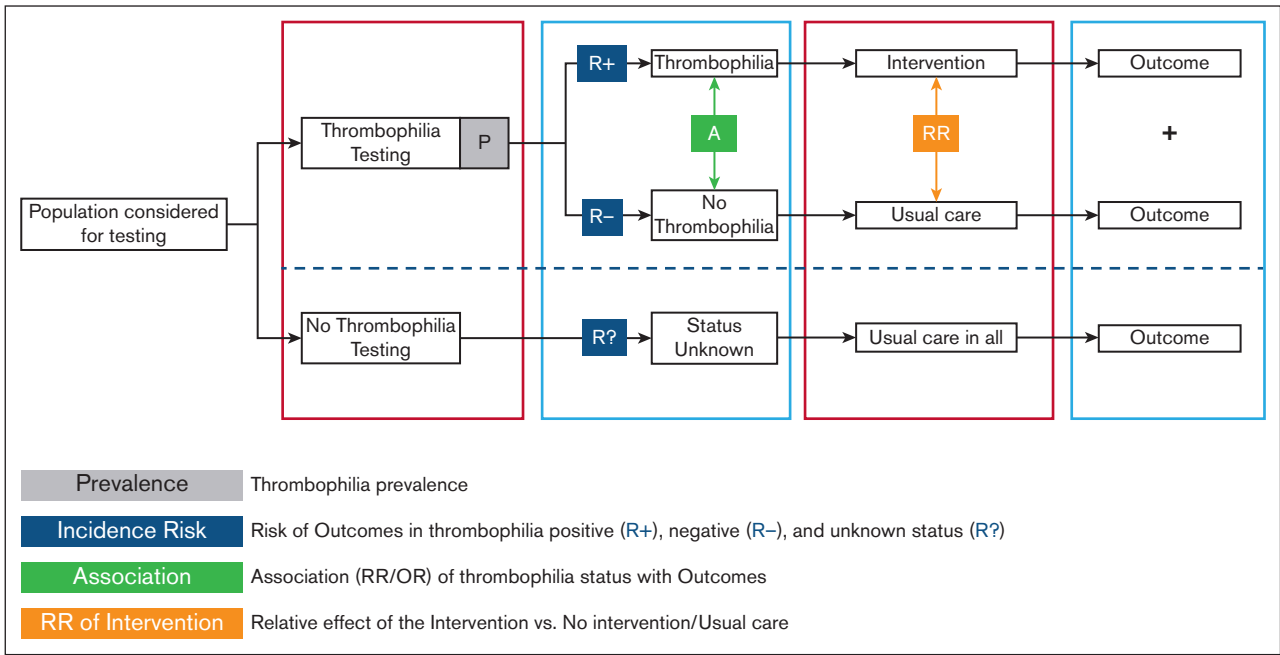 R+
Thrombophilia
Intervention
Outcome
Thrombophilia
Testing
P
A
RR
+
Population considered
for testing
R–
No
Thrombophilia
Usual care
Outcome
No Thrombophilia
Testing
R?
Status
Unknown
Usual care in all
Outcome
Prevalence
Thrombophilia prevalence
Incidence Risk
Risk of Outcomes in thrombophilia positive (R+), negative (R–), and unknown status (R?)
Association
Association (RR/OR) of thrombophilia status with Outcomes
RR of Intervention
Relative effect of the Intervention vs. No intervention/Usual care